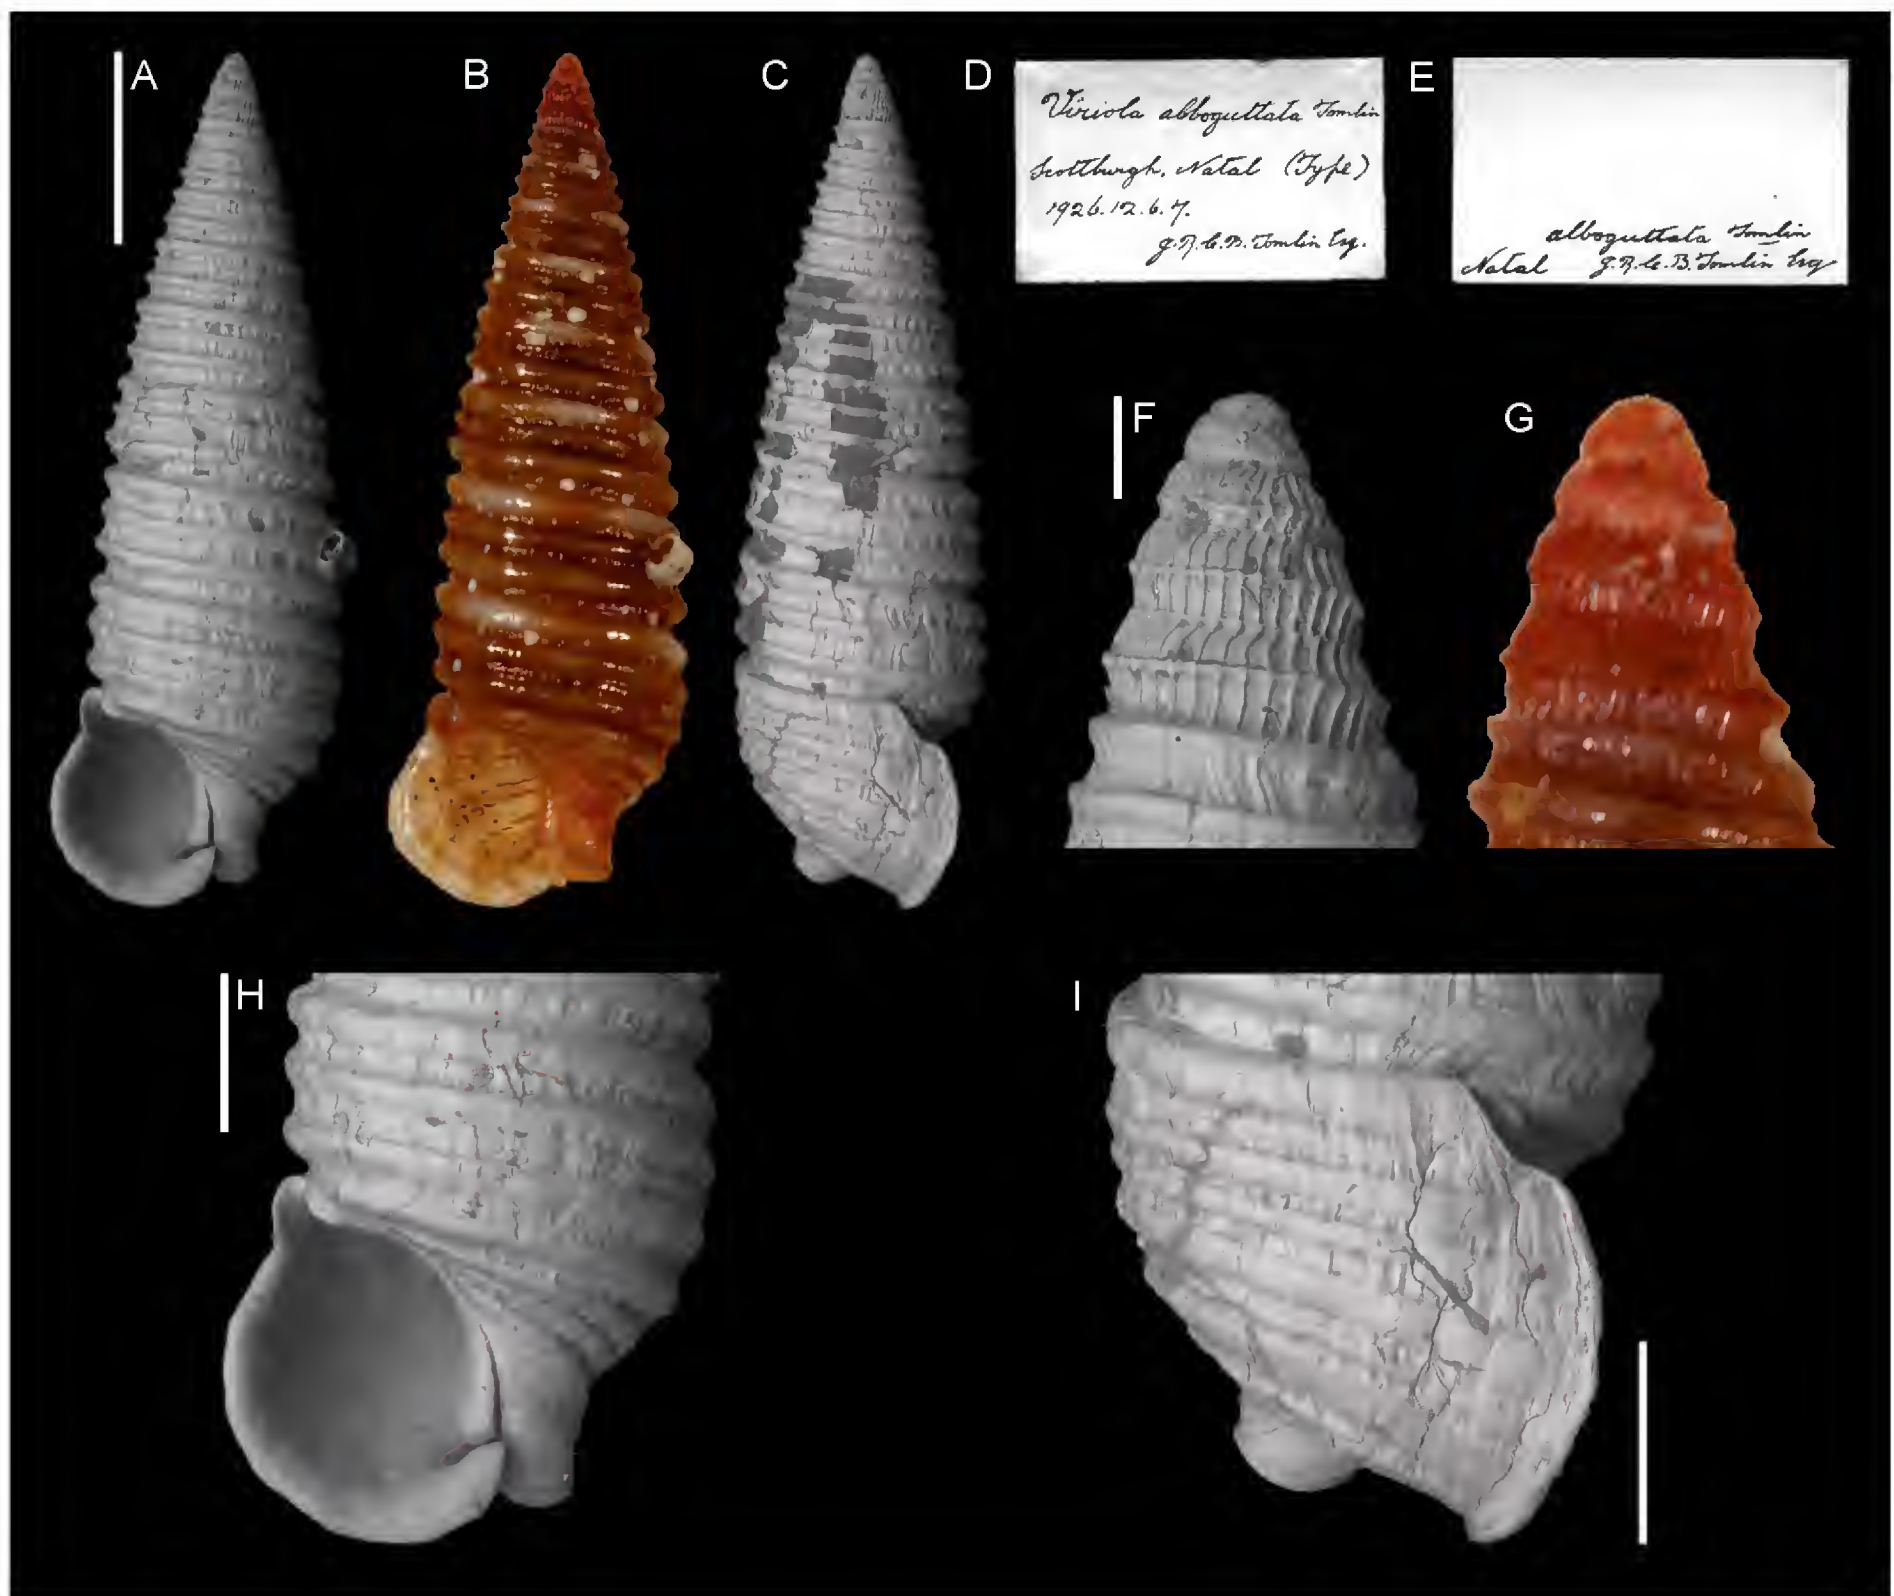 A
B
C
D
Viriola alboguttata Tomlin
Scottburgh, Natal (Type)
1926.12.6.7.
J.R.le.B.Tomlin Esq.
E
alboguttata Tomlin
Natal J.R.le.B.Tomlin Esq
F
G
H
I